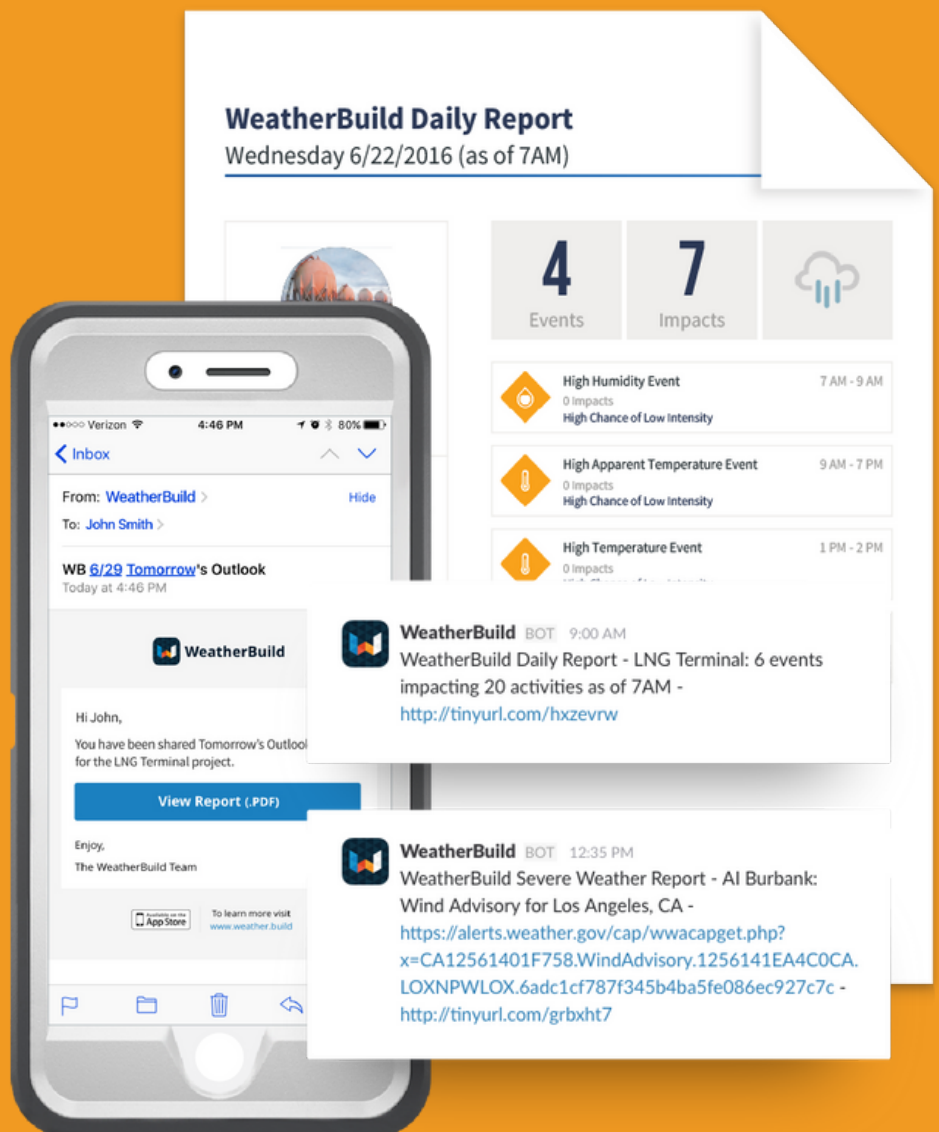 WeatherBuild Daily Report
Wednesday 6/22/2016 (as of 7AM)
4
Events
7
Impacts
High Humidity Event
7 AM - 9 AM
0 Impacts
High Chance of Low Intensity
High Apparent Temperature Event
9 AM - 7 PM
0 Impacts
High Chance of Low Intensity
High Temperature Event
1 PM - 2 PM
0 Impacts
Verizon
4:46 PM
80%
Inbox
From: WeatherBuild
Hide
To: John Smith
WB 6/29 Tomorrow's Outlook
Today at 4:46 PM
WeatherBuild
Hi John,
You have been shared Tomorrow's Outlook
for the LNG Terminal project.
View Report (.PDF)
Enjoy,
The WeatherBuild Team
Available on the
App Store
To learn more visit
www.weather.build
WeatherBuild BOT 9:00 AM
WeatherBuild Daily Report - LNG Terminal: 6 events
impacting 20 activities as of 7AM -
http://tinyurl.com/hxzevrw
WeatherBuild BOT 12:35 PM
WeatherBuild Severe Weather Report - AI Burbank:
Wind Advisory for Los Angeles, CA -
https://alerts.weather.gov/cap/wwacapget.php?
x=CA12561401F758.WindAdvisory.1256141EA4C0CA.
LOXNPWLOX.6adc1cf787f345b4ba5fe086ec927c7c -
http://tinyurl.com/grbxht7